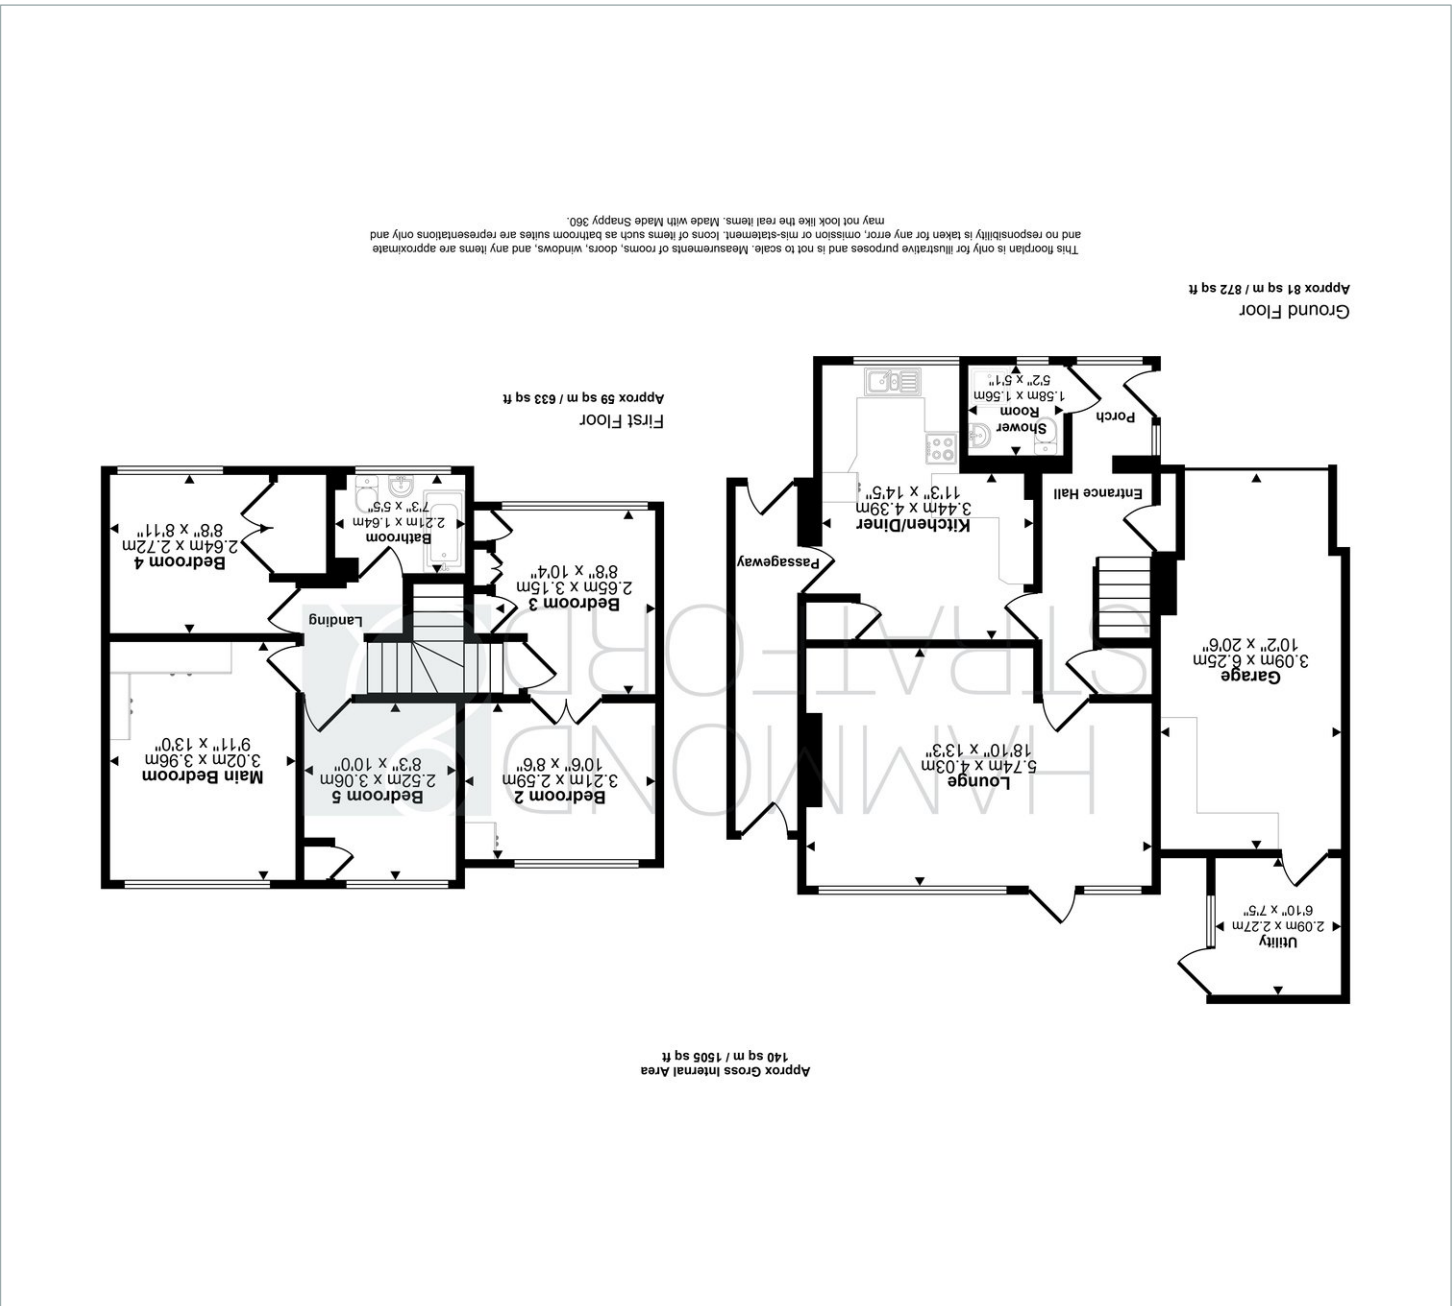 Approx Gross Internal Area
140 sq m / 1505 sq ft
Utility
2.09m x 2.27m
6'10" x 7'5"
Garage
3.09m x 6.25m
10'2" x 20'6"
Lounge
5.74m x 4.03m
18'10" x 13'3"
Kitchen/Diner
3.44m x 4.39m
11'3" x 14'5"
Passageway
Entrance Hall
Porch
Shower
Room
1.58m x 1.56m
5'2" x 5'1"
Ground Floor
Approx 81 sq m / 872 sq ft
Bedroom 2
3.21m x 2.59m
10'6" x 8'6"
Bedroom 5
2.52m x 3.06m
8'3" x 10'0"
Main Bedroom
3.02m x 3.96m
9'11" x 13'0"
Landing
Bedroom 3
2.65m x 3.15m
8'8" x 10'4"
Bathroom
2.21m x 1.64m
7'3" x 5'5"
Bedroom 4
2.64m x 2.72m
8'8" x 8'11"
First Floor
Approx 59 sq m / 633 sq ft
HAMMOND
STRATFORD
This floorplan is only for illustrative purposes and is not to scale. Measurements of rooms, doors, windows, and any items are approximate
and no responsibility is taken for any error, omission or mis-statement. Icons of items such as bathroom suites are representations only and
may not look like the real items. Made with Made Snappy 360.